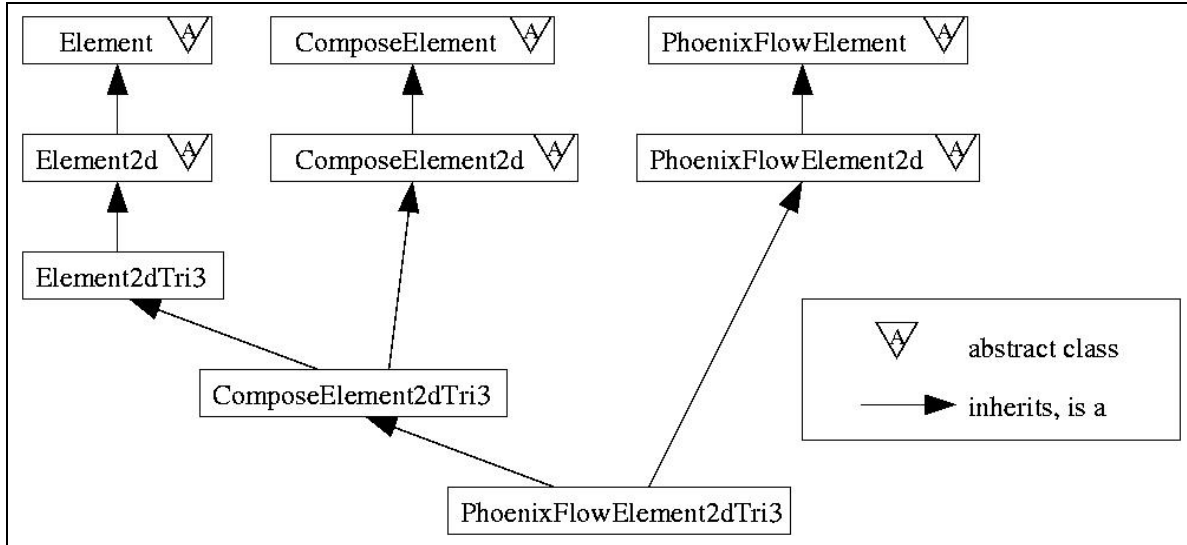 Element A ComposeElement A PhoenixFlowElement A
Element2d A ComposeElement2d A PhoenixFlowElement2d A
Element2dTri3
A abstract class
ComposeElement2dTri3
inherits, is a
PhoenixFlowElement2dTri3